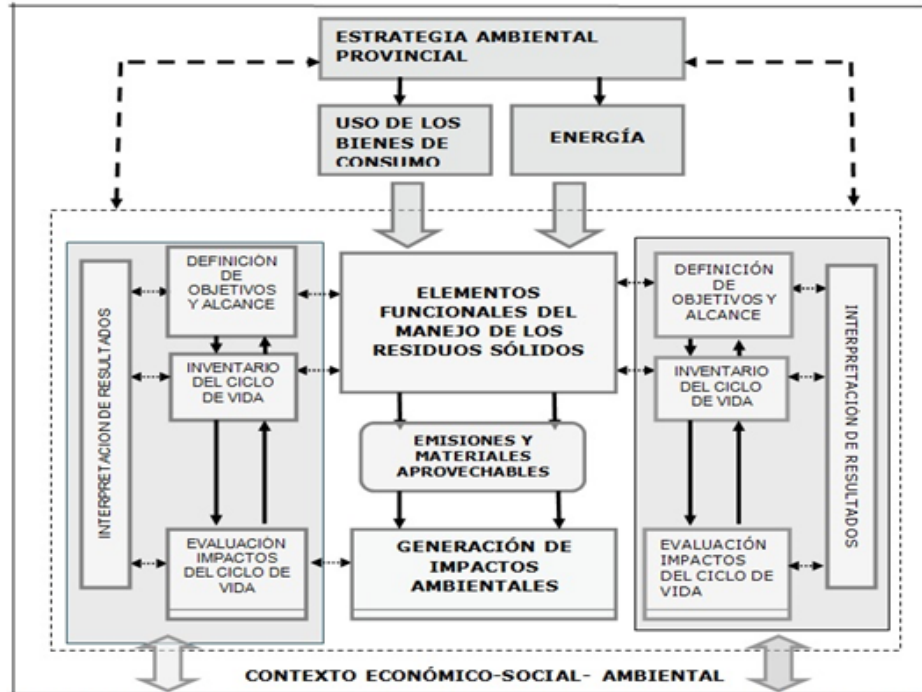 ESTRATEGIA AMBIENTAL
PROVINCIAL
USO DE LOS
BIENES DE
CONSUMO
ENERGÍA
INTERPRETACION DE RESULTADOS
DEFINICIÓN
DE
OBJETIVOS
Y ALCANCE
INVENTARIO
DEL CICLO
DE VIDA
EVALUACIÓN
IMPACTOS
DEL CICLO DE
VIDA
ELEMENTOS
FUNCIONALES DEL
MANEJO DE LOS
RESIDUOS SÓLIDOS
EMISIONES Y
MATERIALES
APROVECHABLES
GENERACIÓN DE
IMPACTOS
AMBIENTALES
DEFINICIÓN
DE
OBJETIVOS Y
ALCANCE
INVENTARIO
DEL CICLO
DE VIDA
EVALUACIÓN
IMPACTOS
DEL CICLO DE
VIDA
INTERPRETACIÓN DE RESULTADOS
CONTEXTO ECONÓMICO-SOCIAL- AMBIENTAL